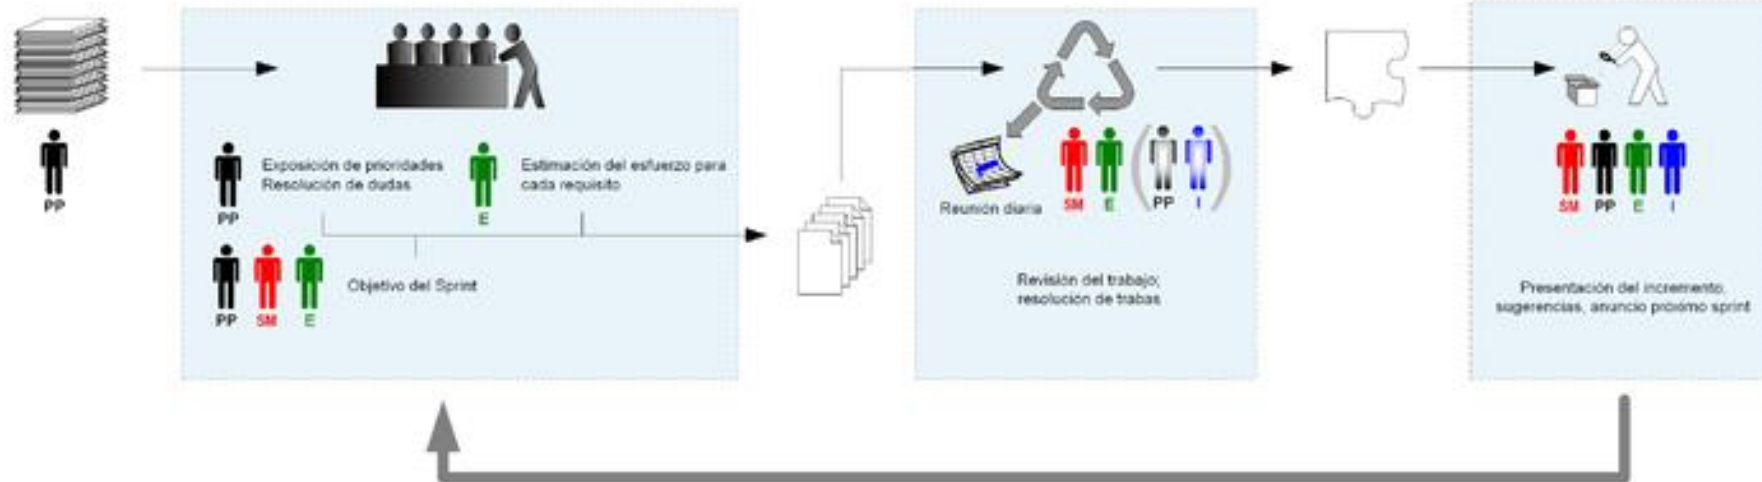 PP
Exposición de prioridades
Resolución de dudas
PP
Estimación del esfuerzo para
cada requisito
E
Objetivo del Sprint
PP SM E
Reunión diaria
SM E PP I
Revisión del trabajo;
resolución de trabas
SM PP E I
Presentación del incremento,
sugerencias, anuncio próximo sprint